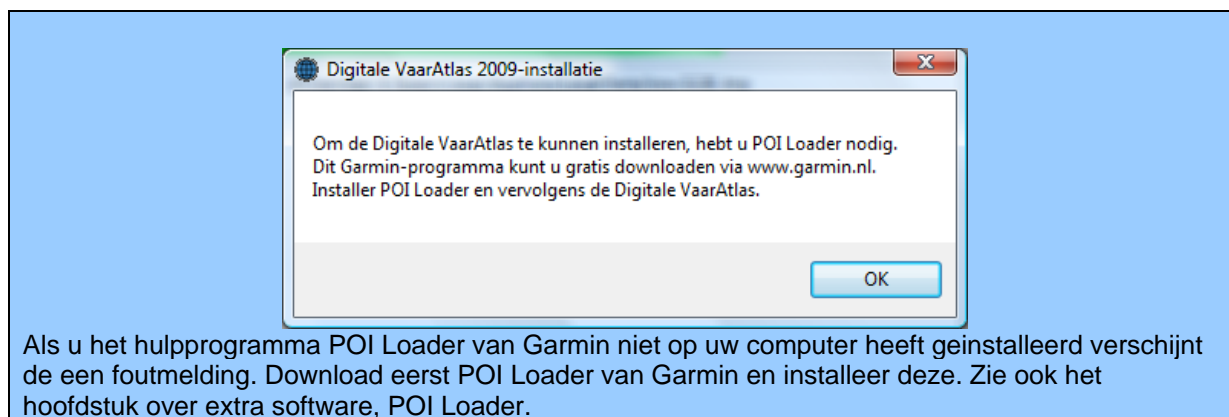 Digitale VaarAtlas 2009-installatie
Om de Digitale VaarAtlas te kunnen installeren, hebt u POI Loader nodig.
Dit Garmin-programma kunt u gratis downloaden via www.garmin.nl.
Installer POI Loader en vervolgens de Digitale VaarAtlas.
OK
Als u het hulpprogramma POI Loader van Garmin niet op uw computer heeft geinstalleerd verschijnt
de een foutmelding. Download eerst POI Loader van Garmin en installeer deze. Zie ook het
hoofdstuk over extra software, POI Loader.